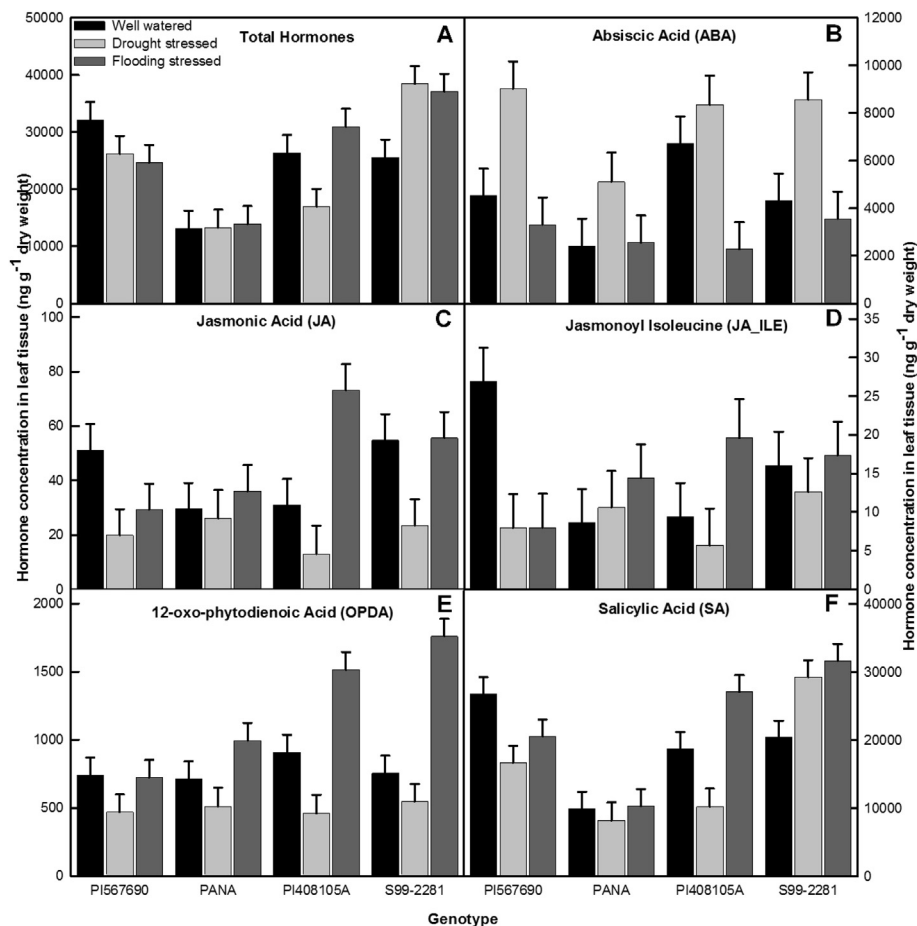 Well watered
Drought stressed
Flooding stressed
Total Hormones
A
50000
40000
30000
20000
10000
0
Absiscic Acid (ABA)
B
12000
10000
8000
6000
4000
2000
0
Jasmonic Acid (JA)
C
100
80
60
40
20
0
Jasmonoyl Isoleucine (JA_ILE)
D
35
30
25
20
15
10
5
0
12-oxo-phytodienoic Acid (OPDA)
E
2000
1500
1000
500
0
Salicylic Acid (SA)
F
40000
30000
20000
10000
0
Hormone concentration in leaf tissue (ng g⁻¹ dry weight)
Hormone concentration in leaf tissue (ng g⁻¹ dry weight)
PI567690 PANA PI408105A S99-2281 PI567690 PANA PI408105A S99-2281
Genotype